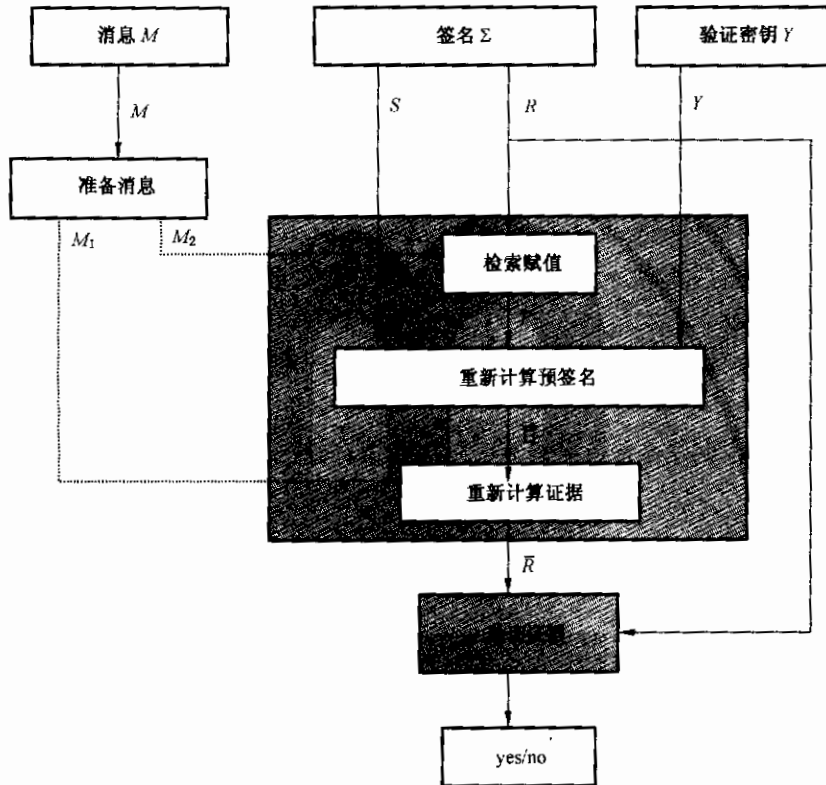 消息 M
签名 Σ
验证密钥 Y
M
S
R
Y
准备消息
M₁
M₂
检索赋值
重新计算预签名
重新计算证据
R̅
yes/no